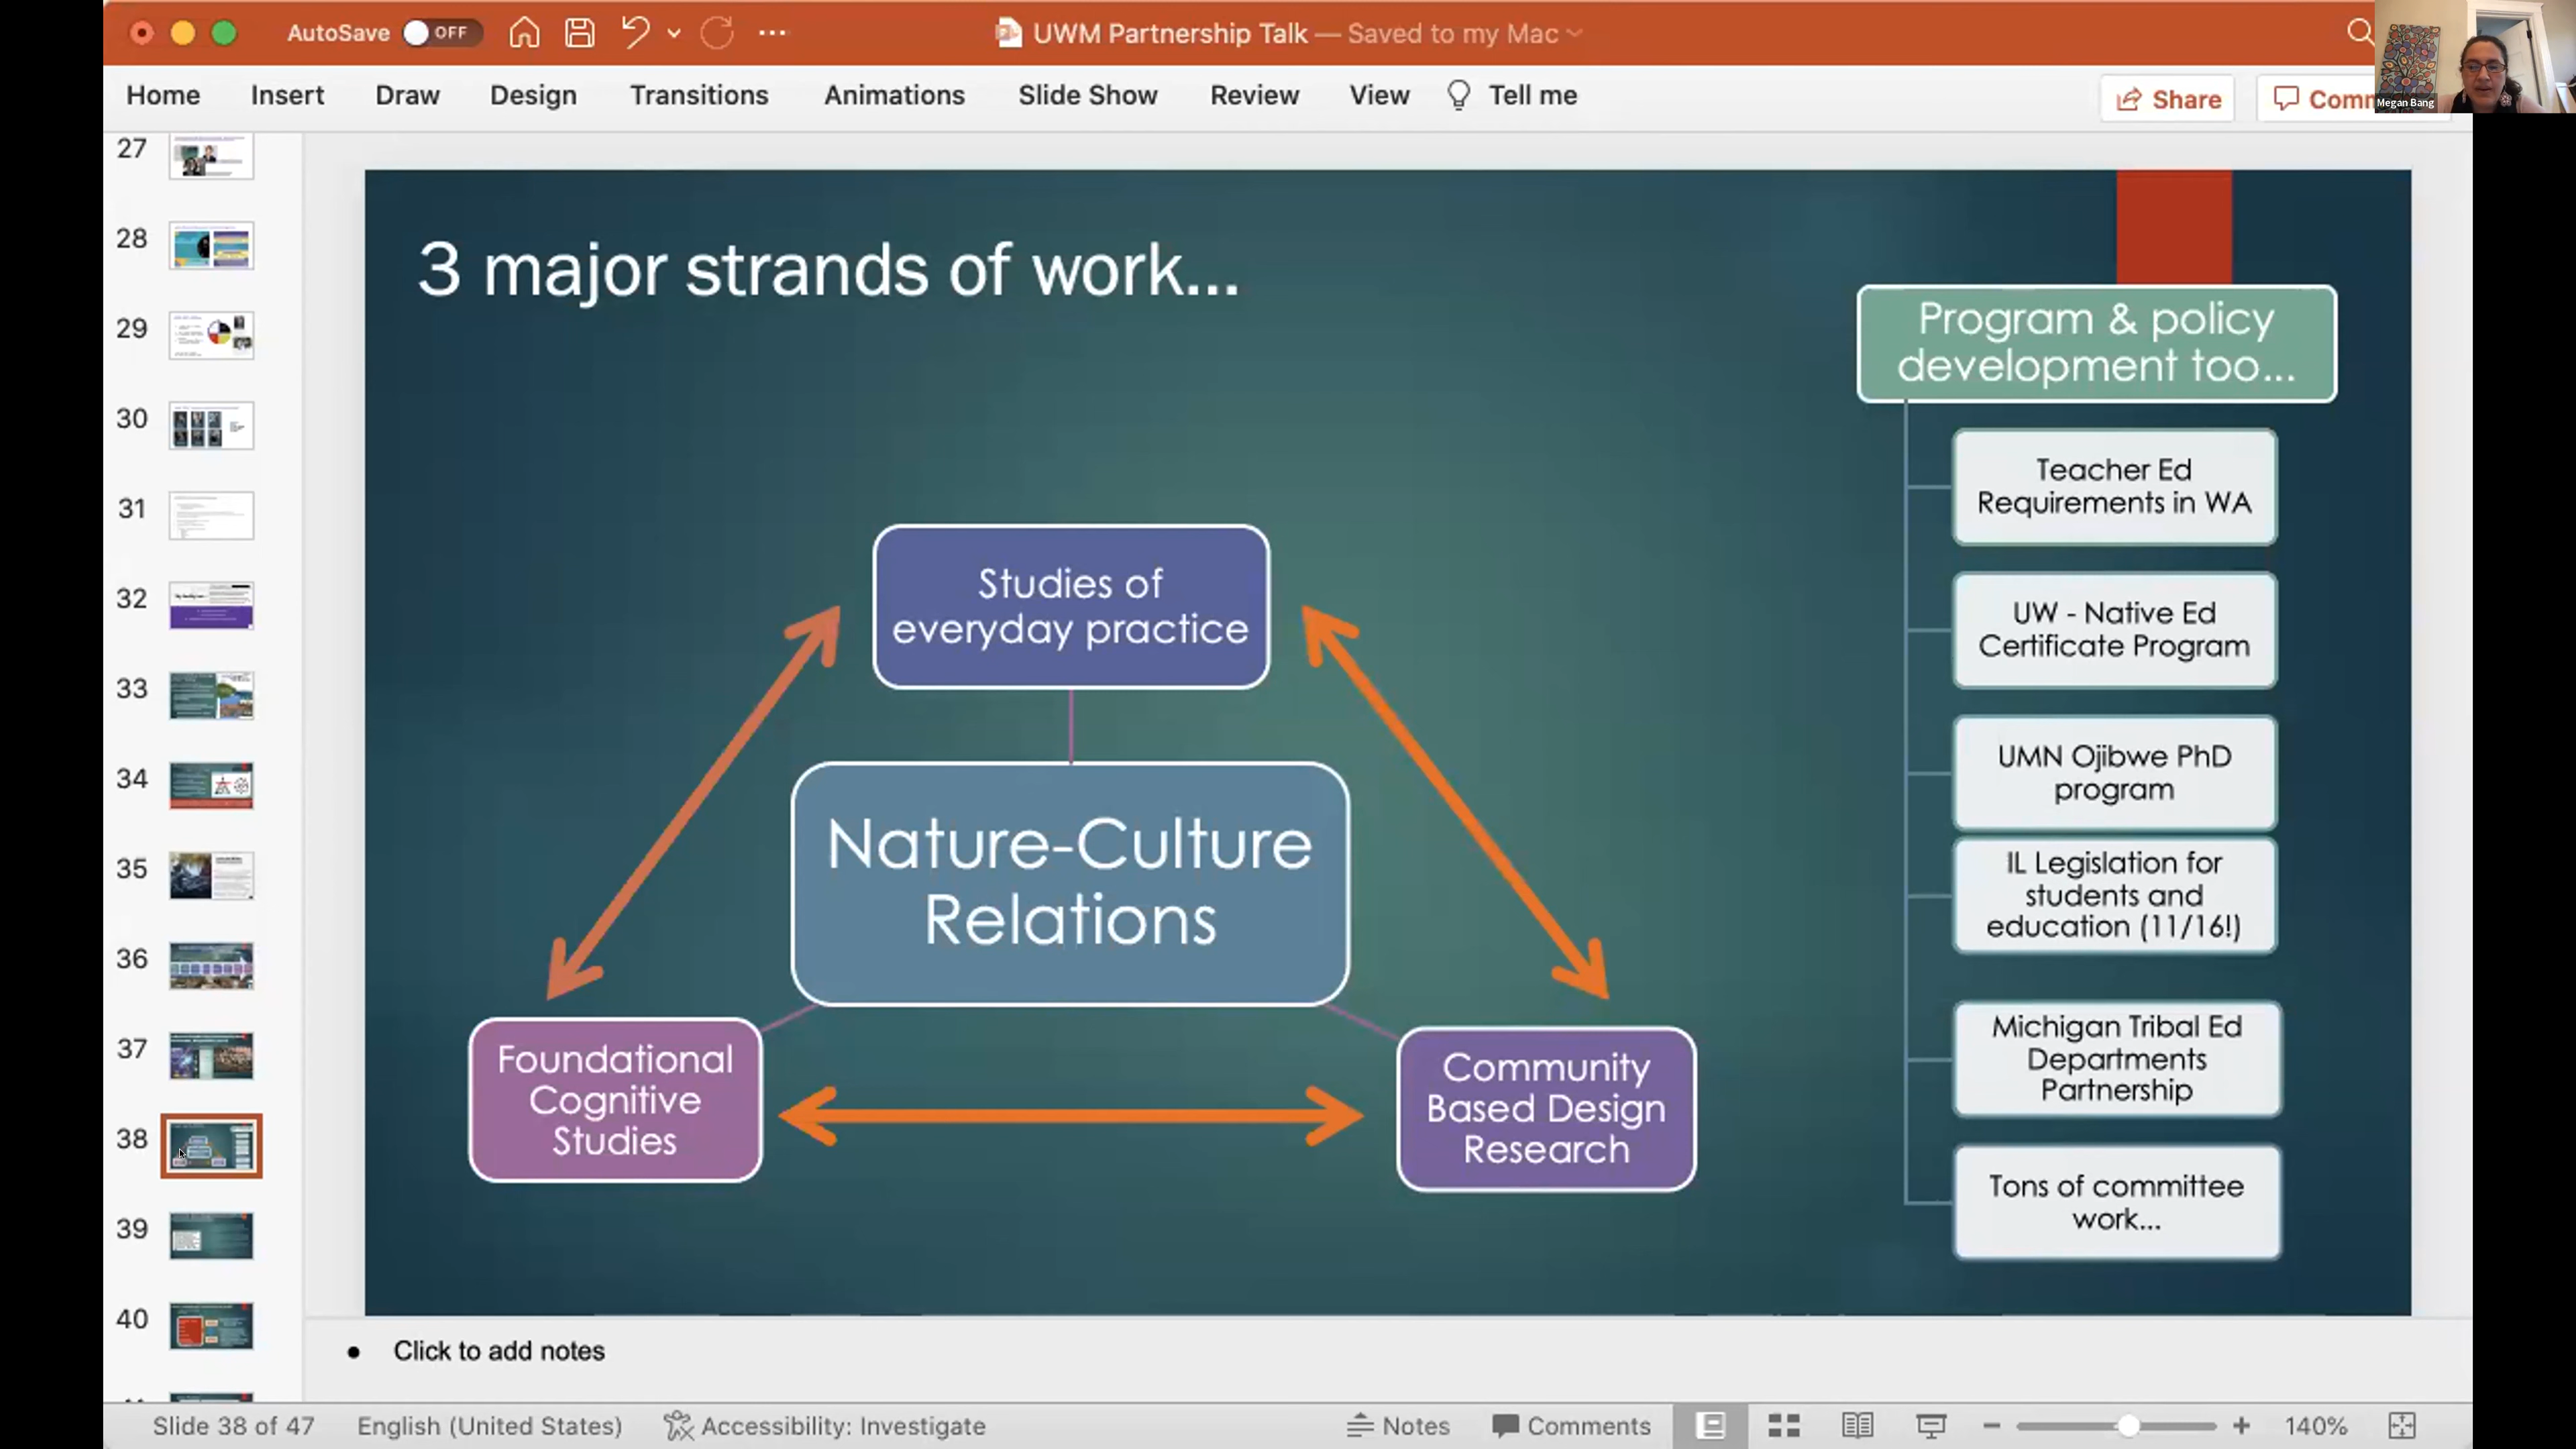 AutoSave OFF
UWM Partnership Talk — Saved to my Mac
Megan Bang
Home Insert Draw Design Transitions Animations Slide Show Review View Tell me
Share
27
28
29
30
31
32
33
34
35
36
37
38
39
40
3 major strands of work...
Studies of
everyday practice
Nature-Culture
Relations
Foundational
Cognitive
Studies
Community
Based Design
Research
Program & policy
development too...
Teacher Ed
Requirements in WA
UW - Native Ed
Certificate Program
UMN Ojibwe PhD
program
IL Legislation for
students and
education (11/16!)
Michigan Tribal Ed
Departments
Partnership
Tons of committee
work...
Click to add notes
Slide 38 of 47 English (United States) Accessibility: Investigate Notes Comments 140%